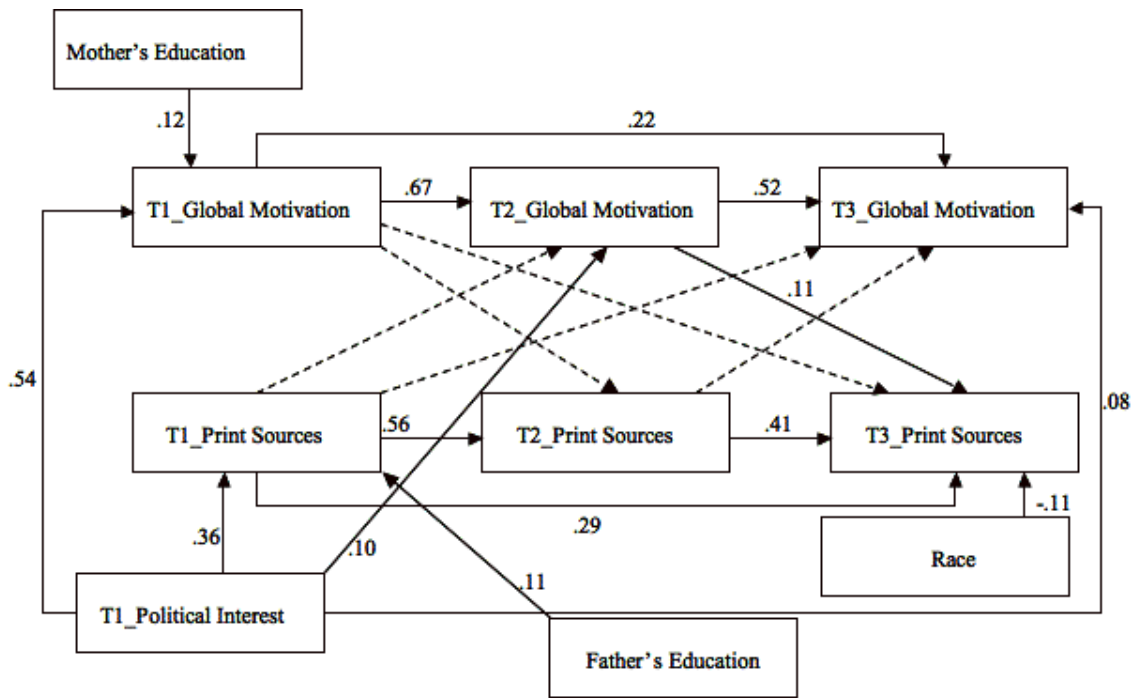 Mother's Education
.12
.22
T1_Global Motivation
.67
T2_Global Motivation
.52
T3_Global Motivation
.11
.54
.08
T1_Print Sources
.56
T2_Print Sources
.41
T3_Print Sources
.36
.10
.29
-.11
Race
.11
T1_Political Interest
Father's Education